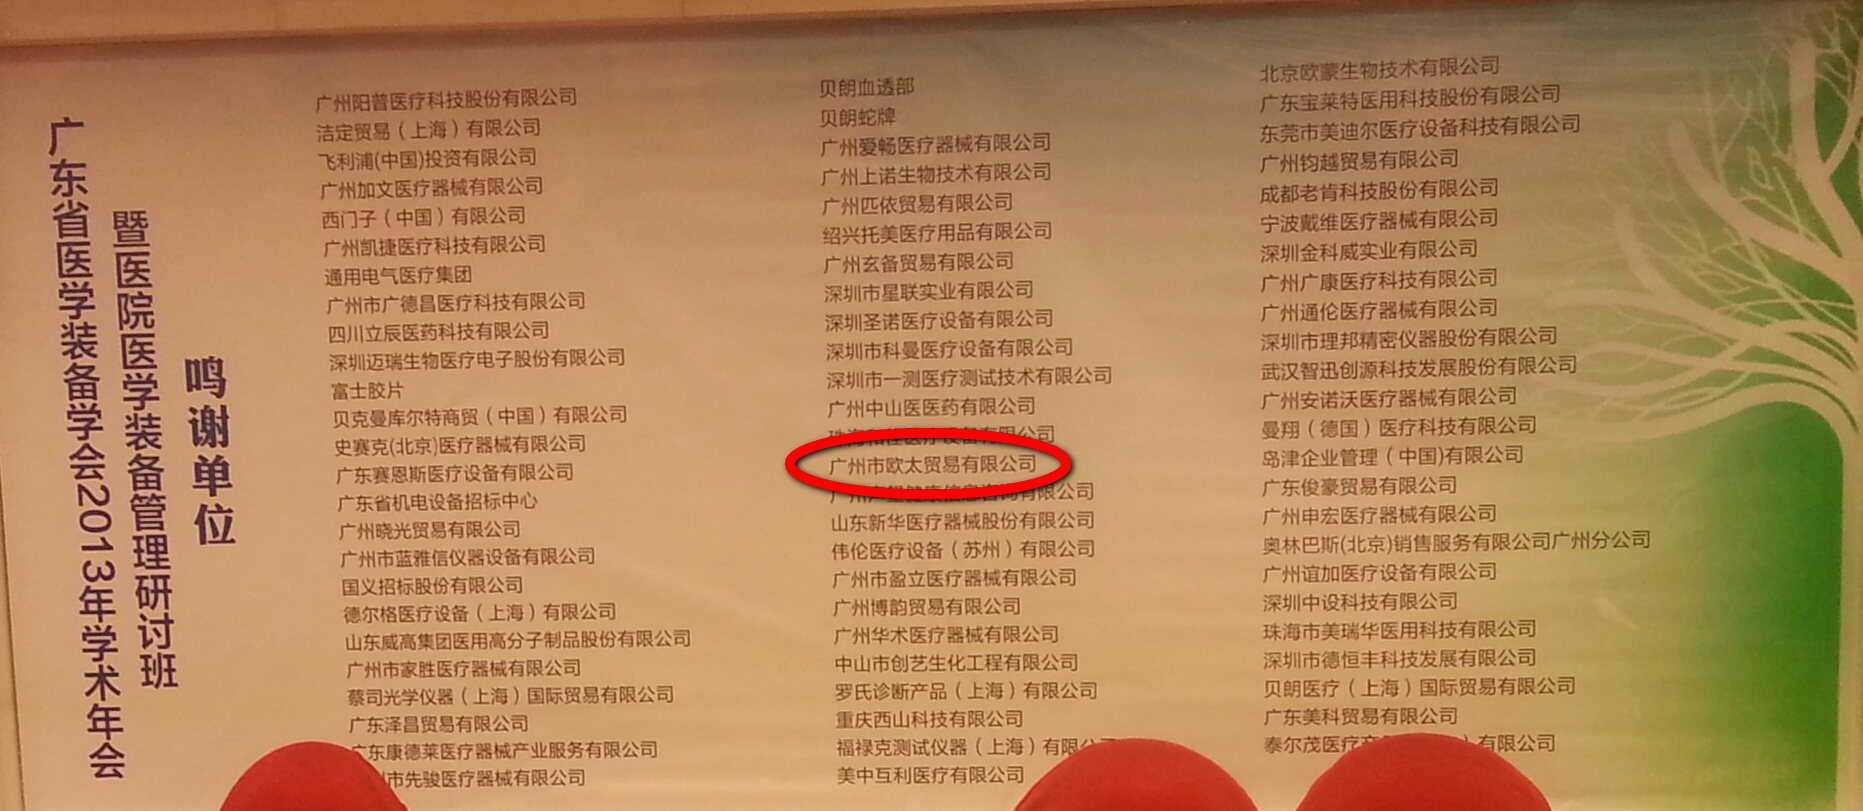 广东省医学装备学会2013年学术年会
暨医院医学装备管理研讨班
鸣谢单位
广州阳普医疗科技股份有限公司
洁定贸易（上海）有限公司
飞利浦(中国)投资有限公司
广州加文医疗器械有限公司
西门子（中国）有限公司
广州凯捷医疗科技有限公司
通用电气医疗集团
广州市广德昌医疗科技有限公司
四川立辰医药科技有限公司
深圳迈瑞生物医疗电子股份有限公司
富士胶片
贝克曼库尔特商贸（中国）有限公司
史赛克(北京)医疗器械有限公司
广东赛恩斯医疗设备有限公司
广东省机电设备招标中心
广州晓光贸易有限公司
广州市蓝雅信仪器设备有限公司
国义招标股份有限公司
德尔格医疗设备（上海）有限公司
山东威高集团医用高分子制品股份有限公司
广州市家胜医疗器械有限公司
蔡司光学仪器（上海）国际贸易有限公司
广东泽昌贸易有限公司
广东康德莱医疗器械产业服务有限公司
州市先骏医疗器械有限公司
贝朗血透部
贝朗蛇牌
广州爱畅医疗器械有限公司
广州上诺生物技术有限公司
广州匹依贸易有限公司
绍兴托美医疗用品有限公司
广州玄备贸易有限公司
深圳市星联实业有限公司
深圳圣诺医疗设备有限公司
深圳市科曼医疗设备有限公司
深圳市一测医疗测试技术有限公司
广州中山医医药有限公司
珠海和佳医疗设备有限公司
广州市欧太贸易有限公司
广州广健康信息咨询有限公司
山东新华医疗器械股份有限公司
伟伦医疗设备（苏州）有限公司
广州市盈立医疗器械有限公司
广州博韵贸易有限公司
广州华术医疗器械有限公司
中山市创艺生化工程有限公司
罗氏诊断产品（上海）有限公司
重庆西山科技有限公司
福禄克测试仪器（上海）有限公
美中互利医疗有限公司
北京欧蒙生物技术有限公司
广东宝莱特医用科技股份有限公司
东莞市美迪尔医疗设备科技有限公司
广州钧越贸易有限公司
成都老肯科技股份有限公司
宁波戴维医疗器械有限公司
深圳金科威实业有限公司
广州广康医疗科技有限公司
广州通伦医疗器械有限公司
深圳市理邦精密仪器股份有限公司
武汉智迅创源科技发展股份有限公司
广州安诺沃医疗器械有限公司
曼翔（德国）医疗科技有限公司
岛津企业管理（中国)有限公司
广东俊豪贸易有限公司
广州申宏医疗器械有限公司
奥林巴斯(北京)销售服务有限公司广州分公司
广州谊加医疗设备有限公司
深圳中设科技有限公司
珠海市美瑞华医用科技有限公司
深圳市德恒丰科技发展有限公司
贝朗医疗（上海）国际贸易有限公司
广东美科贸易有限公司
泰尔茂医疗产 有限公司